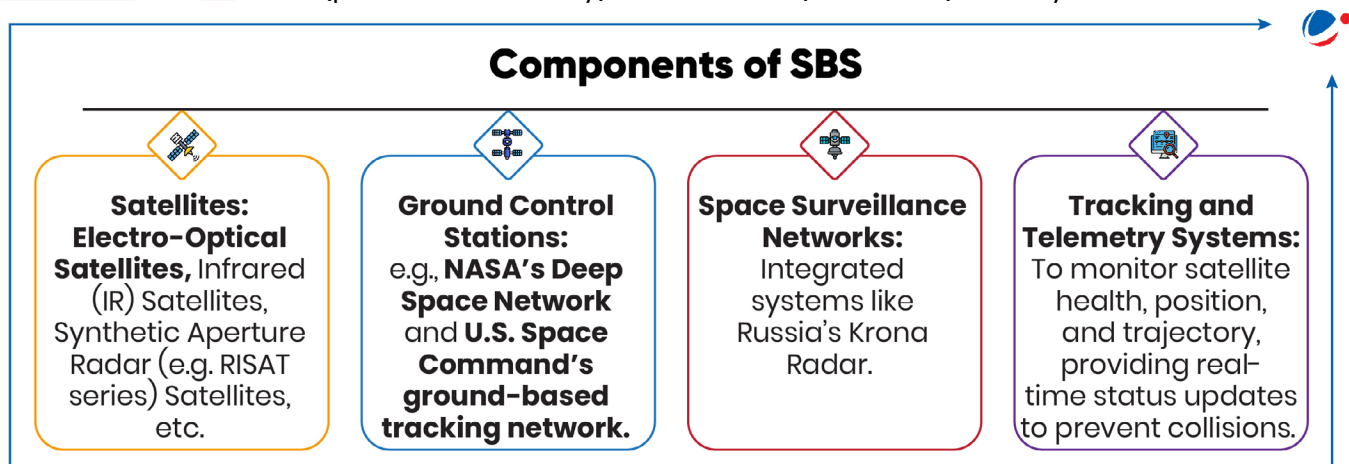 Components of SBS
Satellites:
Electro-Optical
Satellites, Infrared
(IR) Satellites,
Synthetic Aperture
Radar (e.g. RISAT
series) Satellites,
etc.
Ground Control
Stations:
e.g., NASA’s Deep
Space Network
and U.S. Space
Command’s
ground-based
tracking network.
Space Surveillance
Networks:
Integrated
systems like
Russia’s Krona
Radar.
Tracking and
Telemetry Systems:
To monitor satellite
health, position,
and trajectory,
providing real-
time status updates
to prevent collisions.